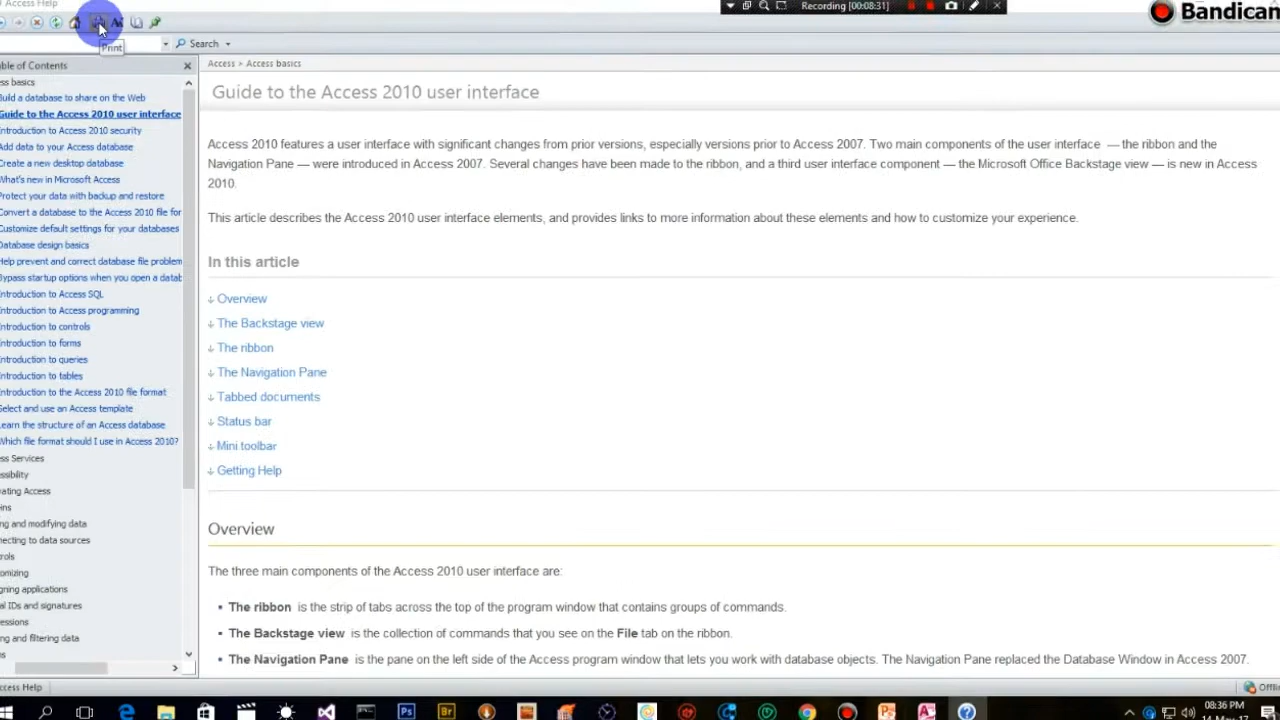 Access Help
Recording [00:08:31]
Bandicam
Print
Search
ble of Contents
Access > Access basics
ss basics
Build a database to share on the Web
Guide to the Access 2010 user interface
Introduction to Access 2010 security
Add data to your Access database
Create a new desktop database
What's new in Microsoft Access
Protect your data with backup and restore
Convert a database to the Access 2010 file for
Customize default settings for your databases
Database design basics
Help prevent and correct database file problem
Bypass startup options when you open a datab
Introduction to Access SQL
Introduction to Access programming
Introduction to controls
Introduction to forms
Introduction to queries
Introduction to tables
Introduction to the Access 2010 file format
Select and use an Access template
Learn the structure of an Access database
Which file format should I use in Access 2010?
ss Services
ssibility
vating Access
ins
ng and modifying data
necting to data sources
rols
omizing
gning applications
al IDs and signatures
essions
ng and filtering data
Guide to the Access 2010 user interface
Access 2010 features a user interface with significant changes from prior versions, especially versions prior to Access 2007. Two main components of the user interface — the ribbon and the
Navigation Pane — were introduced in Access 2007. Several changes have been made to the ribbon, and a third user interface component — the Microsoft Office Backstage view — is new in Access
2010.
This article describes the Access 2010 user interface elements, and provides links to more information about these elements and how to customize your experience.
In this article
↓ Overview
↓ The Backstage view
↓ The ribbon
↓ The Navigation Pane
↓ Tabbed documents
↓ Status bar
↓ Mini toolbar
↓ Getting Help
Overview
The three main components of the Access 2010 user interface are:
▪ The ribbon is the strip of tabs across the top of the program window that contains groups of commands.
▪ The Backstage view is the collection of commands that you see on the File tab on the ribbon.
▪ The Navigation Pane is the pane on the left side of the Access program window that lets you work with database objects. The Navigation Pane replaced the Database Window in Access 2007.
ccess Help
Offli
08:36 PM